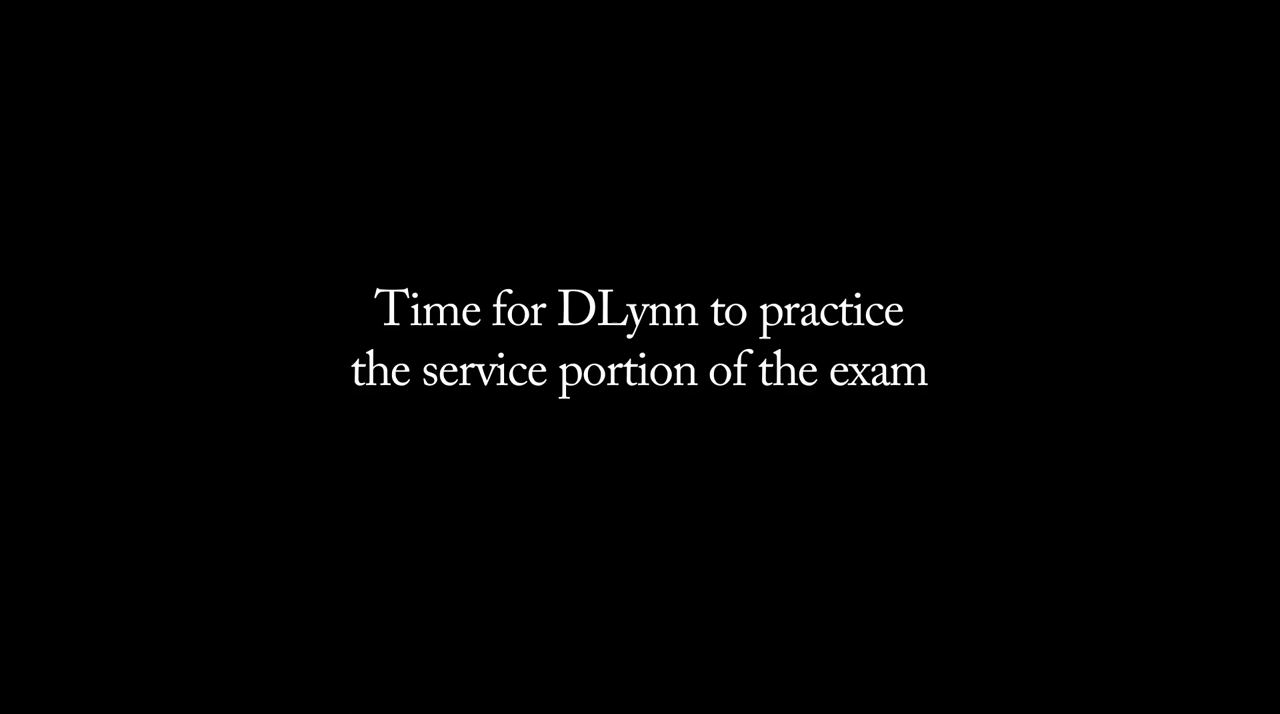 Time for DLynn to practice
the service portion of the exam